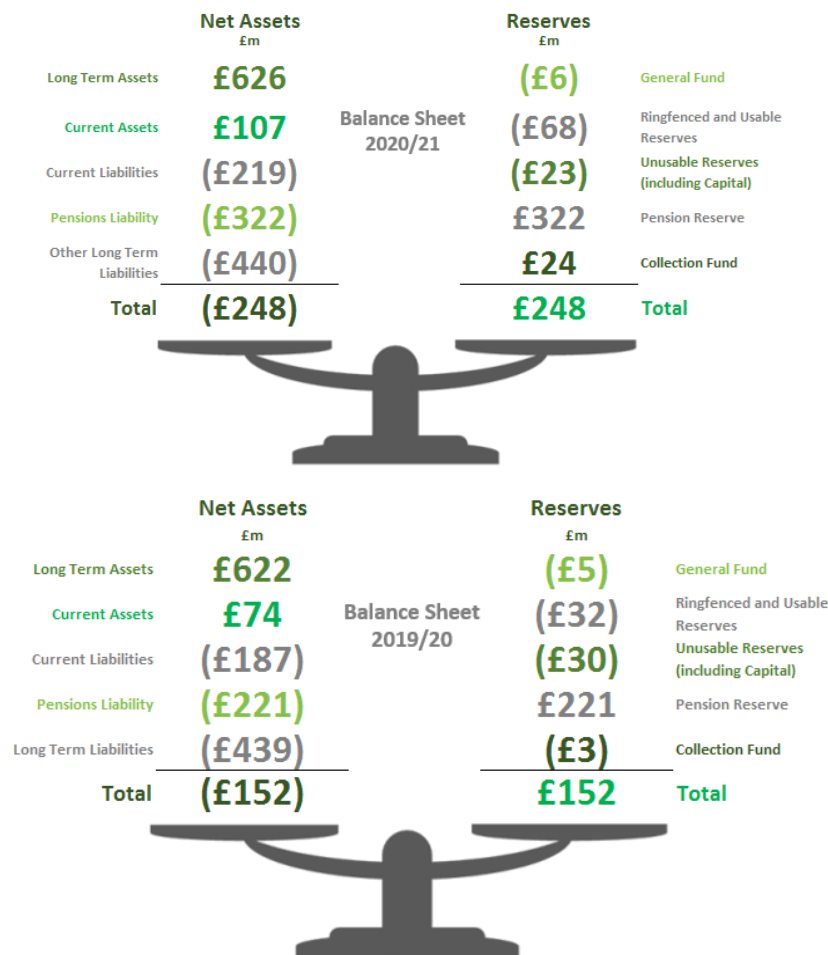 Net Assets Reserves
£m £m
Long Term Assets £626 (£6) General Fund
Current Assets £107 Balance Sheet (£68) Ringfenced and Usable
2020/21 Reserves
Current Liabilities (£219) (£23) Unusable Reserves
(including Capital)
Pensions Liability (£322) £322 Pension Reserve
Other Long Term
Liabilities (£440) £24 Collection Fund
Total (£248) £248 Total
Net Assets Reserves
£m £m
Long Term Assets £622 (£5) General Fund
Current Assets £74 Balance Sheet (£32) Ringfenced and Usable
2019/20 Reserves
Current Liabilities (£187) (£30) Unusable Reserves
(including Capital)
Pensions Liability (£221) £221 Pension Reserve
Long Term Liabilities (£439) (£3) Collection Fund
Total (£152) £152 Total